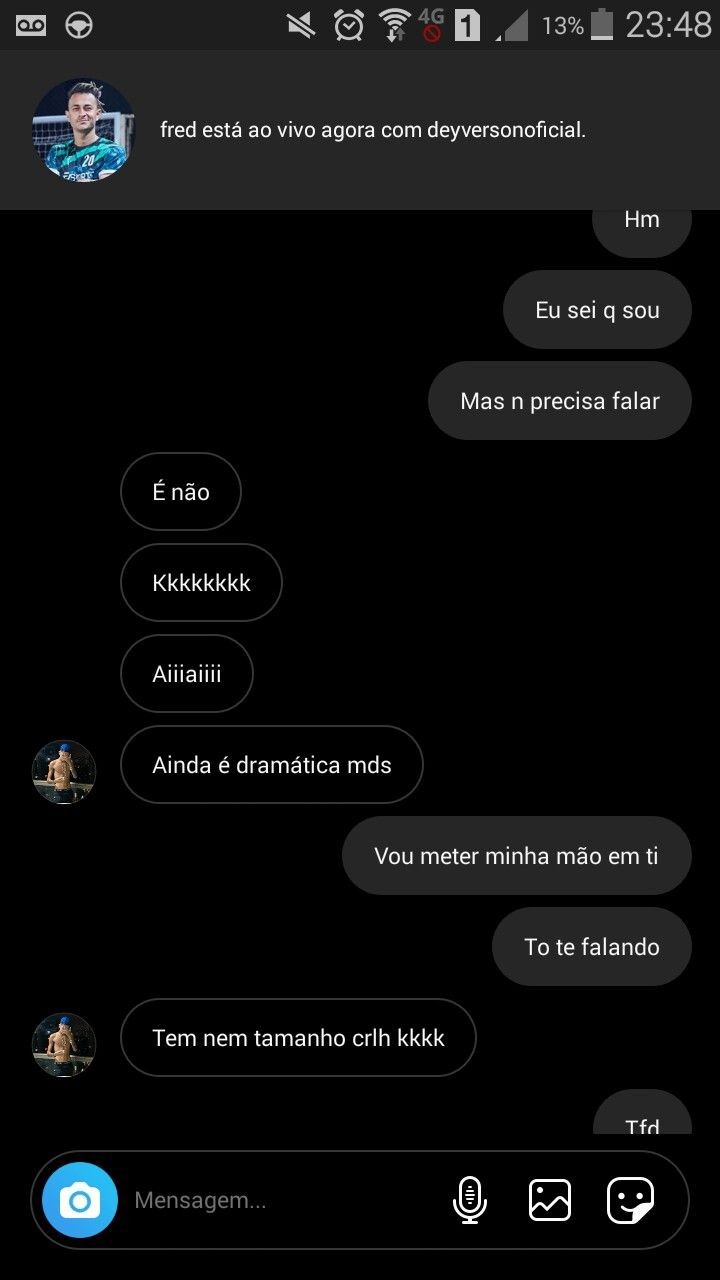 4G
1
13%
23:48
fred está ao vivo agora com deyversonoficial.
Hm
Eu sei q sou
Mas n precisa falar
É não
Kkkkkkkk
Aiiiaiiii
Ainda é dramática mds
Vou meter minha mão em ti
To te falando
Tem nem tamanho crlh kkkk
Tfd
Mensagem...